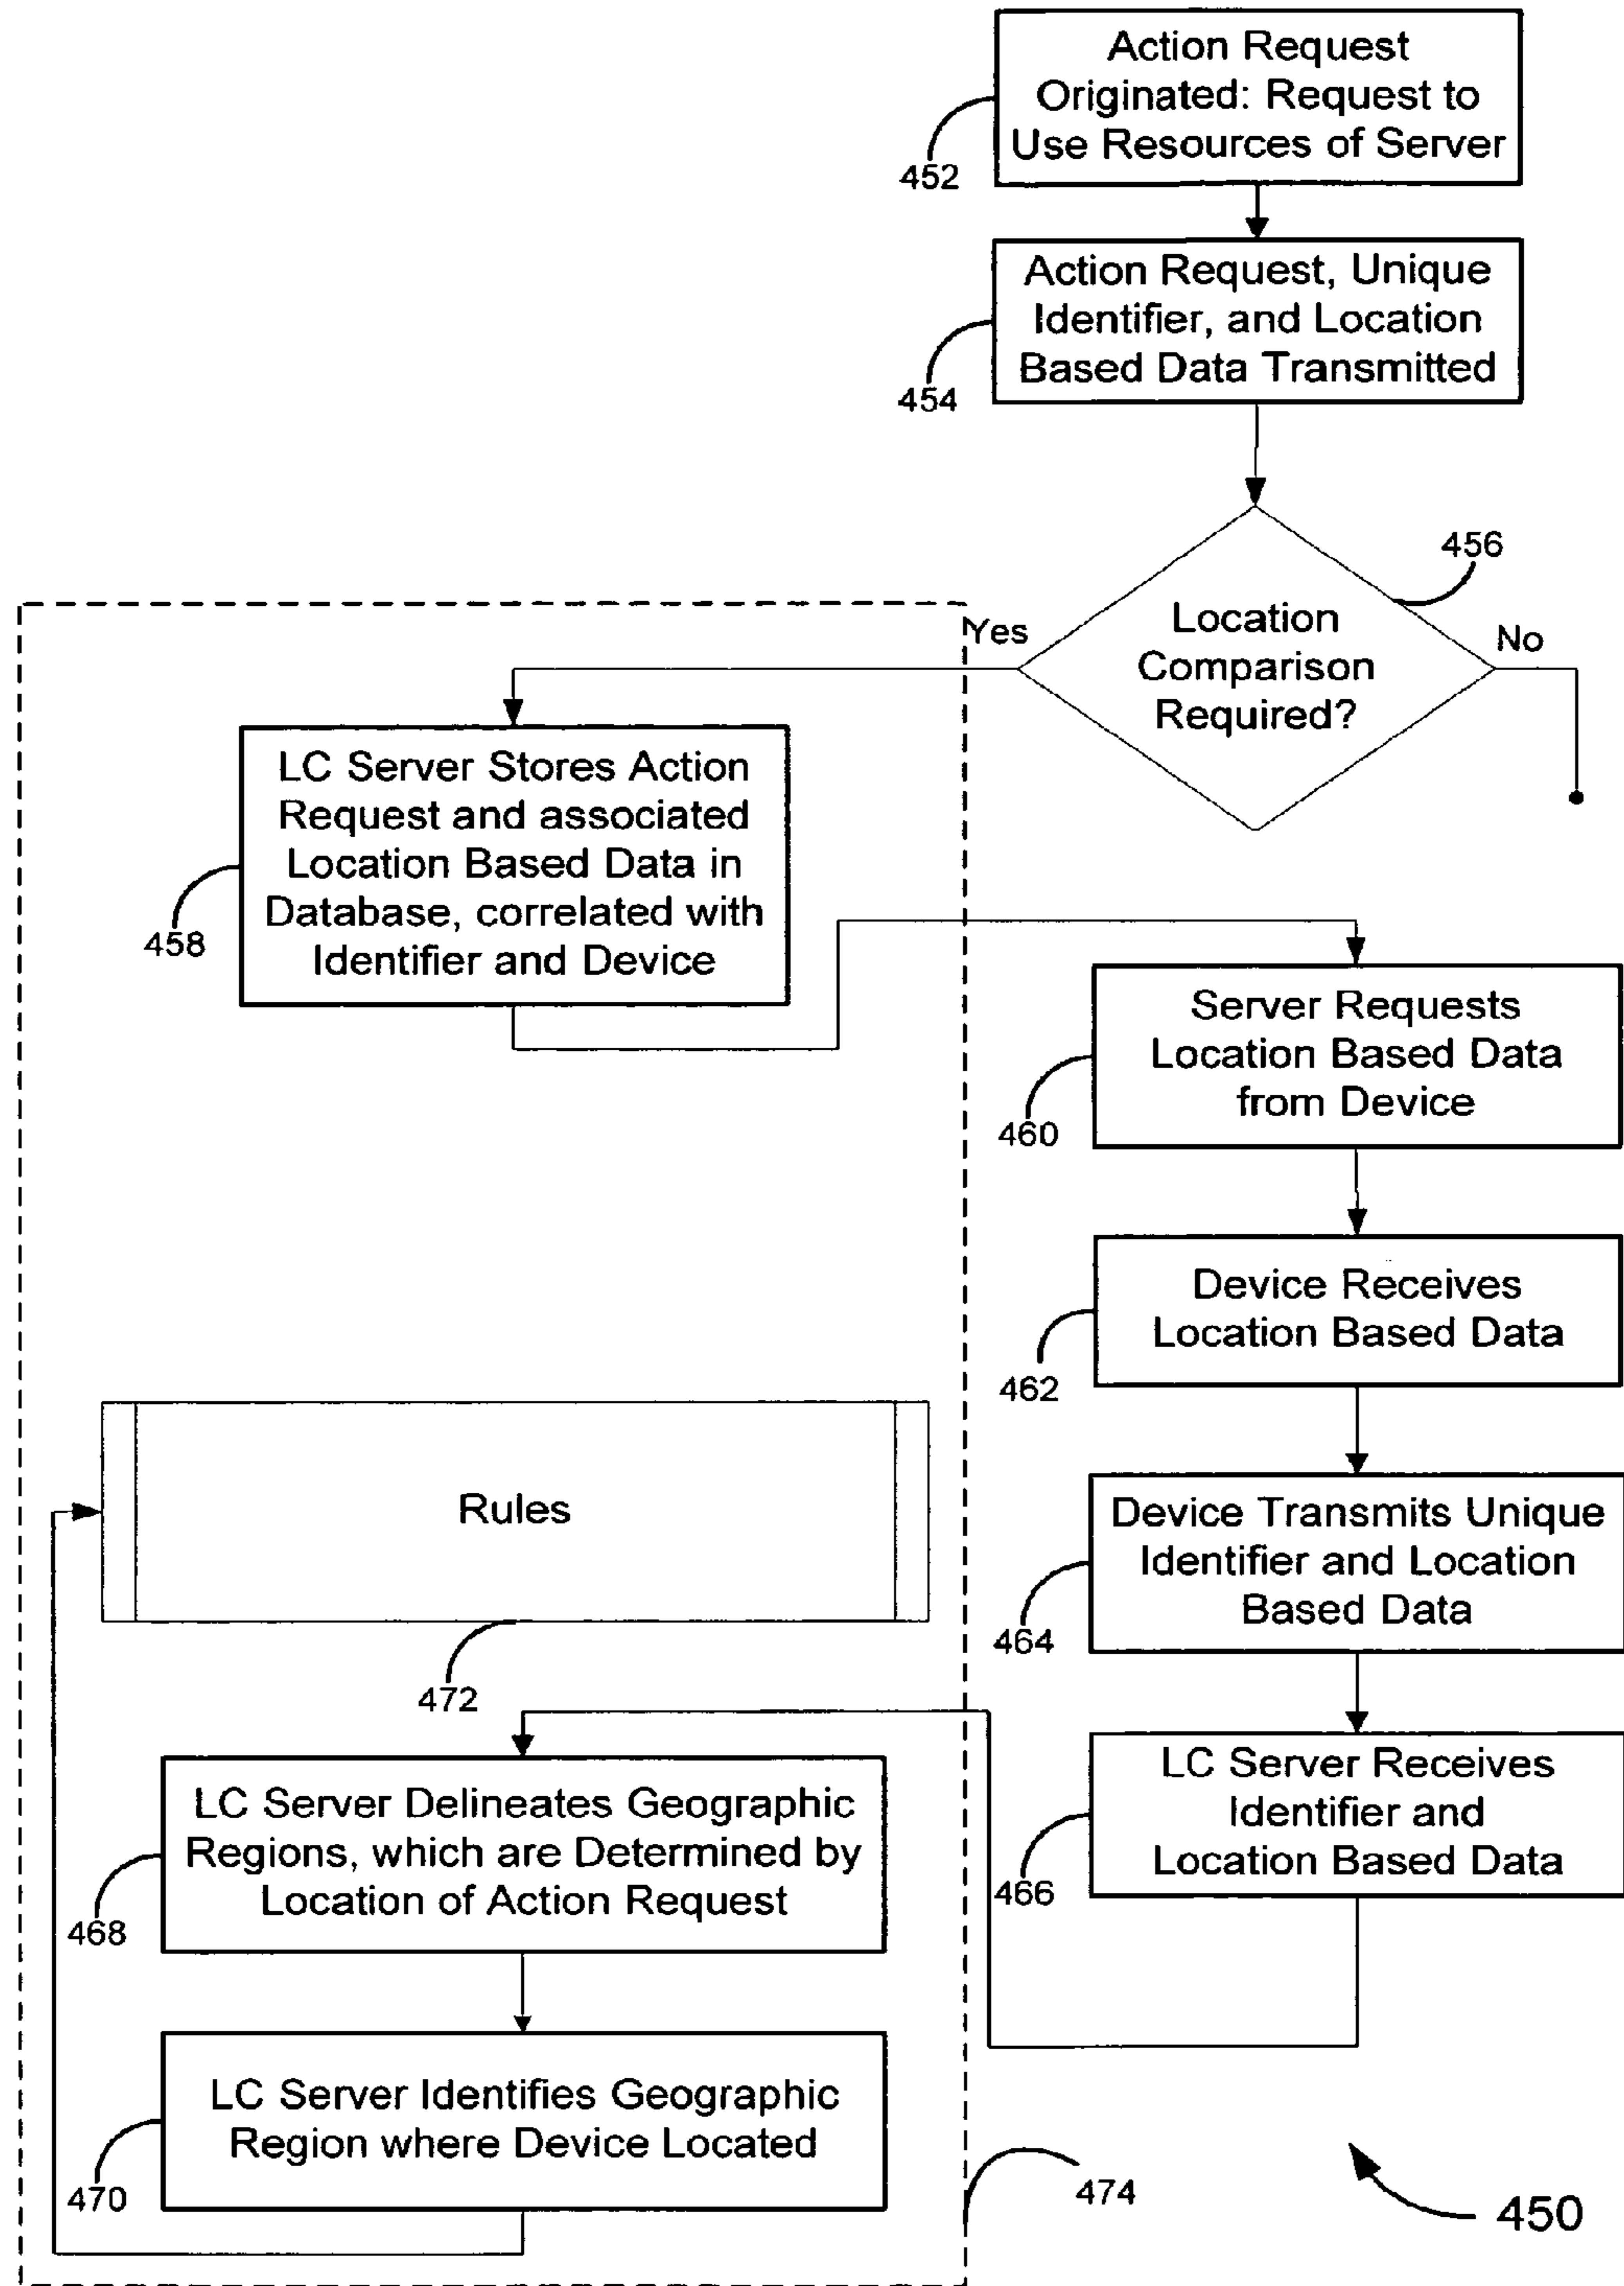 Action Request
Originated: Request to
Use Resources of Server
452
Action Request, Unique
Identifier, and Location
Based Data Transmitted
454
456
Location
Comparison
Required?
Yes
No
LC Server Stores Action
Request and associated
Location Based Data in
Database, correlated with
Identifier and Device
458
Server Requests
Location Based Data
from Device
460
Device Receives
Location Based Data
462
Device Transmits Unique
Identifier and Location
Based Data
464
LC Server Receives
Identifier and
Location Based Data
466
Rules
472
LC Server Delineates Geographic
Regions, which are Determined by
Location of Action Request
468
LC Server Identifies Geographic
Region where Device Located
470
474
450